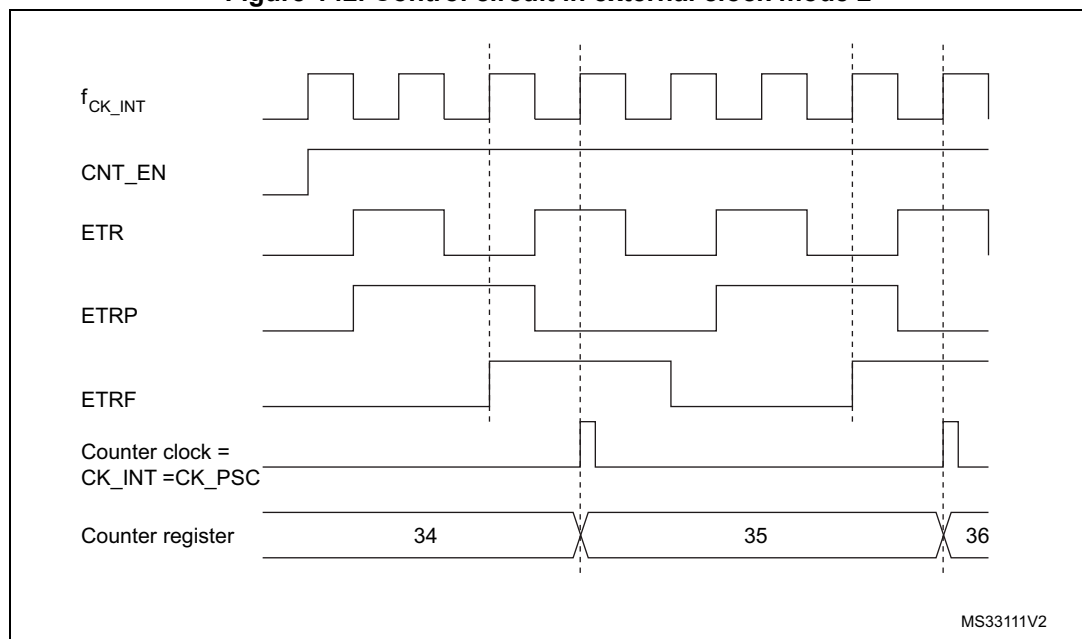 Figure 142. Control circuit in external clock mode 2
f CK_INT
CNT_EN
ETR
ETRP
ETRF
Counter clock =
CK_INT =CK_PSC
Counter register
34
35
36
MS33111V2